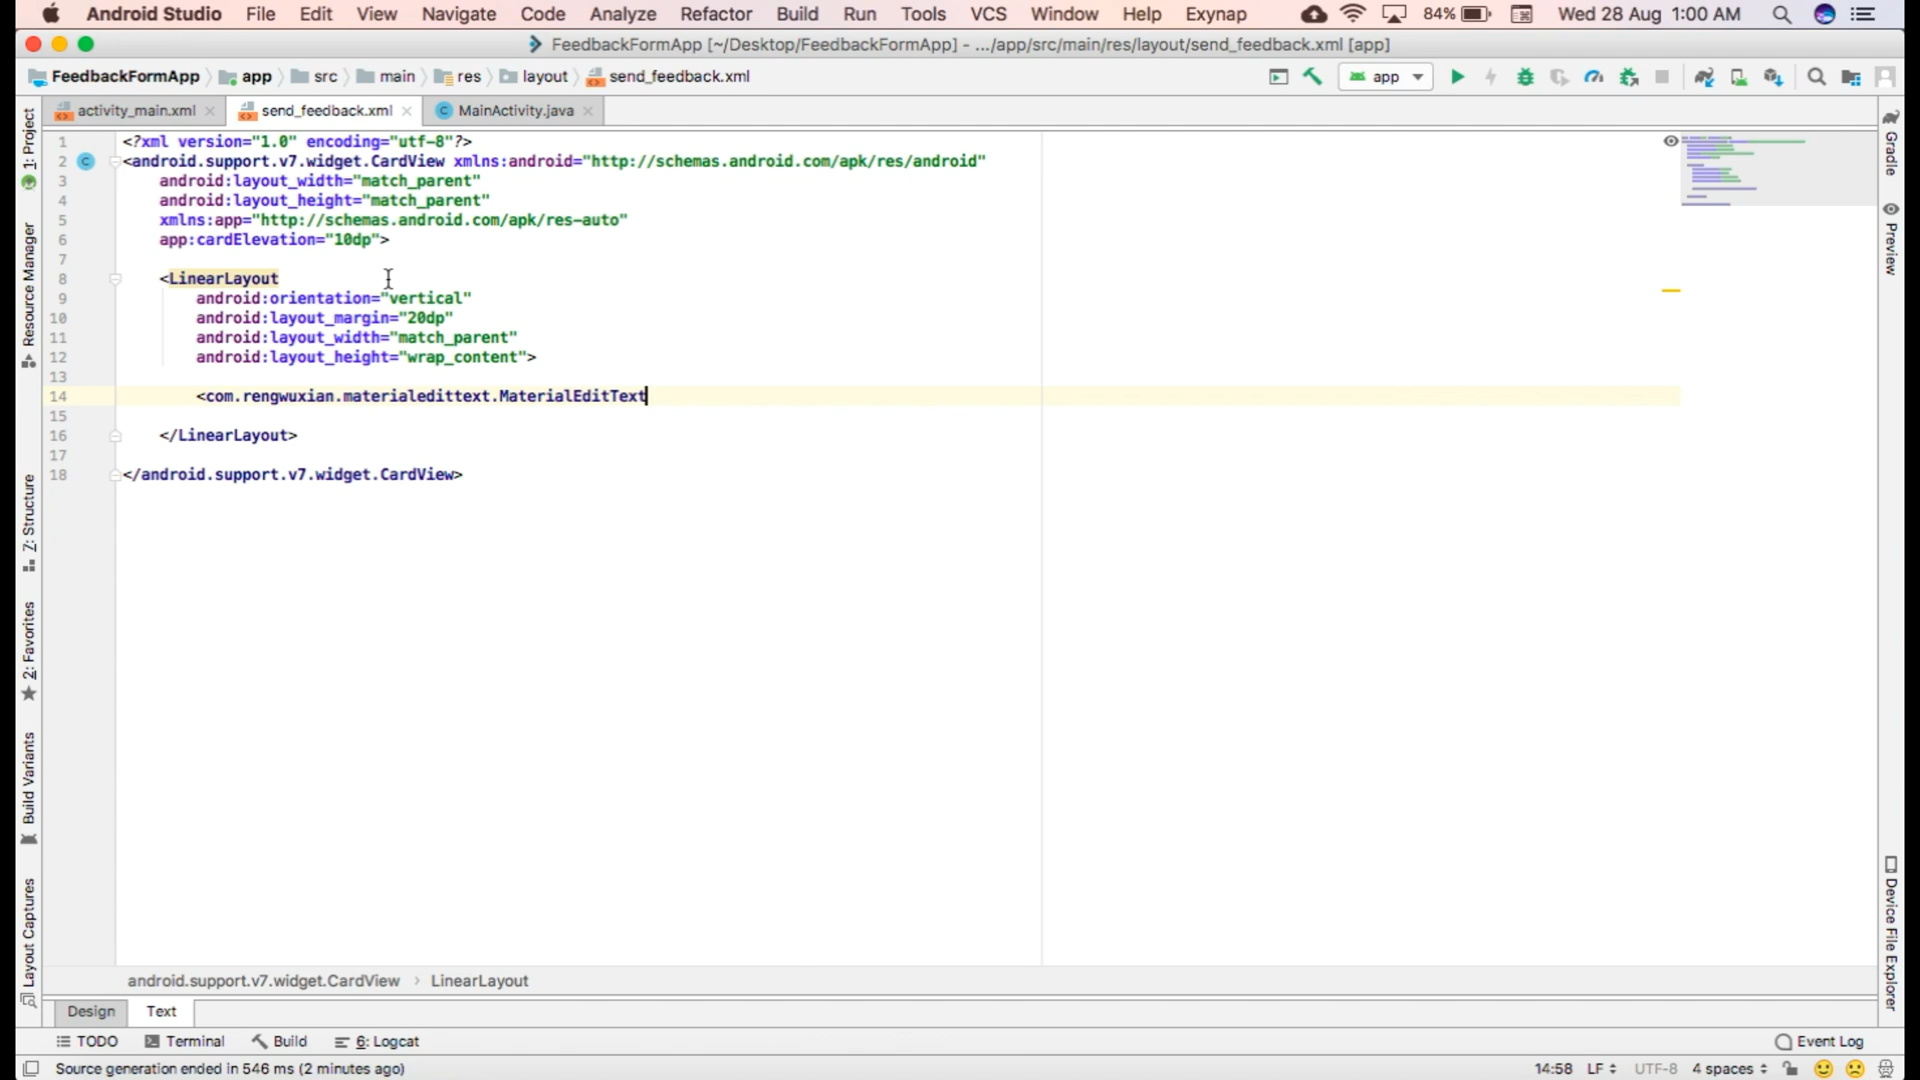 Android Studio File Edit View Navigate Code Analyze Refactor Build Run Tools VCS Window Help Exynap 84% Wed 28 Aug 1:00 AM
FeedbackFormApp [~/Desktop/FeedbackFormApp] - .../app/src/main/res/layout/send_feedback.xml [app]
FeedbackFormApp app src main res layout send_feedback.xml app
activity_main.xml send_feedback.xml MainActivity.java
1 <?xml version="1.0" encoding="utf-8"?>
2 <android.support.v7.widget.CardView xmlns:android="http://schemas.android.com/apk/res/android"
3 android:layout_width="match_parent"
4 android:layout_height="match_parent"
5 xmlns:app="http://schemas.android.com/apk/res-auto"
6 app:cardElevation="10dp">
7
8 <LinearLayout
9 android:orientation="vertical"
10 android:layout_margin="20dp"
11 android:layout_width="match_parent"
12 android:layout_height="wrap_content">
13
14 <com.rengwuxian.materialedittext.MaterialEditText
15
16 </LinearLayout>
17
18 </android.support.v7.widget.CardView>
1: Project
Resource Manager
7: Structure
2: Favorites
Build Variants
Layout Captures
Gradle
Preview
Device File Explorer
android.support.v7.widget.CardView › LinearLayout
Design Text
TODO Terminal Build 6: Logcat Event Log
Source generation ended in 546 ms (2 minutes ago) 14:58 LF UTF-8 4 spaces